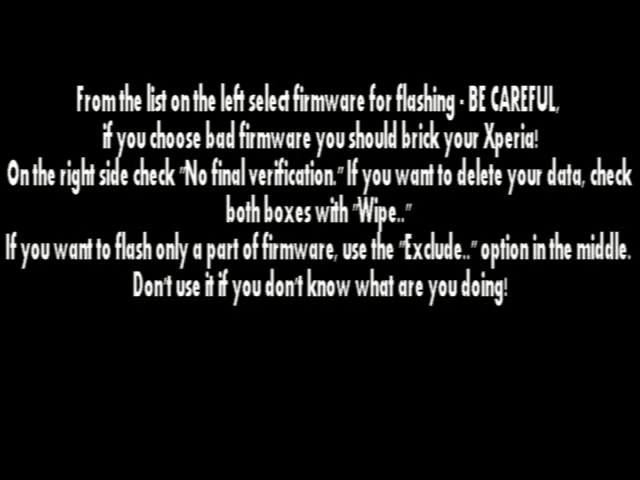 From the list on the left select firmware for flashing - BE CAREFUL,
if you choose bad firmware you should brick your Xperia!
On the right side check "No final verification." If you want to delete your data, check
both boxes with "Wipe.."
If you want to flash only a part of firmware, use the "Exclude.." option in the middle.
Don't use it if you don't know what are you doing!